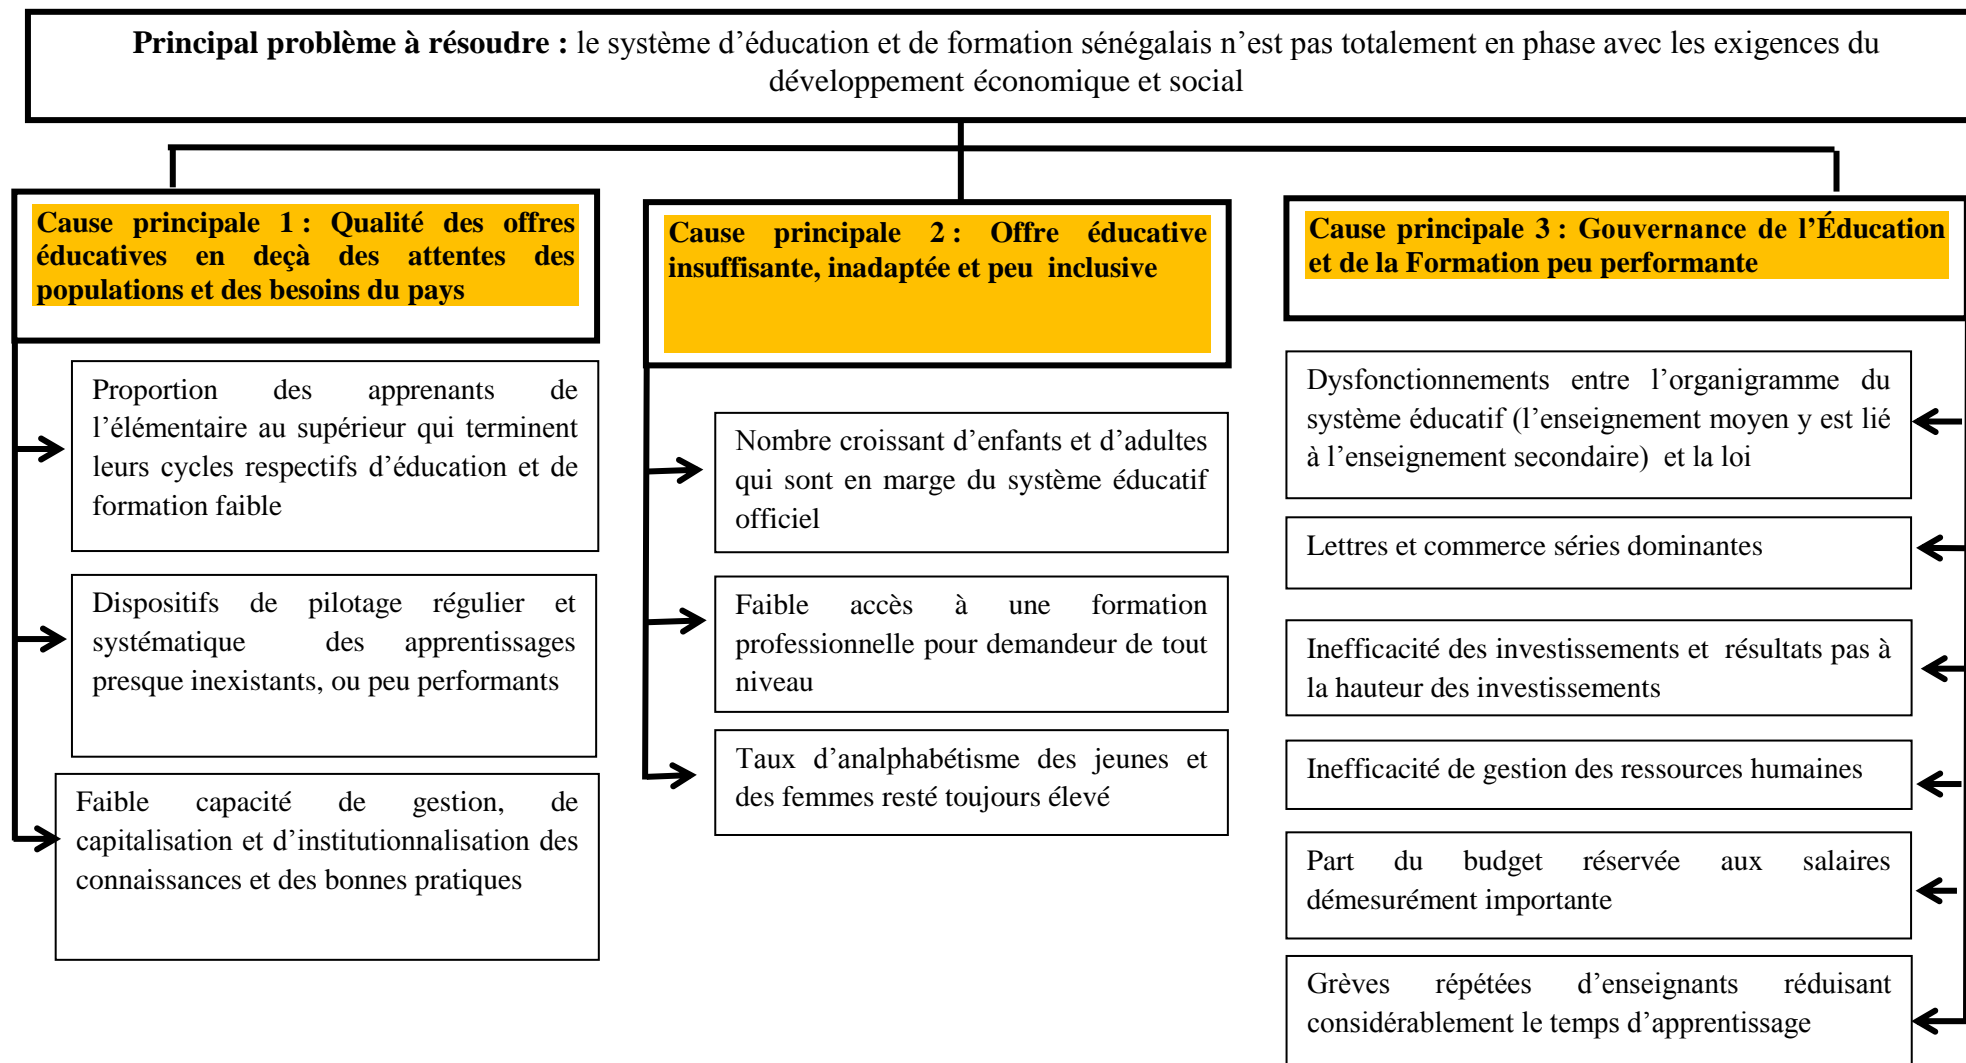 Principal problème à résoudre : le système d’éducation et de formation sénégalais n’est pas totalement en phase avec les exigences du
développement économique et social
Cause principale 1 : Qualité des offres
éducatives en deçà des attentes des
populations et des besoins du pays
Proportion des apprenants de
l’élémentaire au supérieur qui terminent
leurs cycles respectifs d’éducation et de
formation faible
Dispositifs de pilotage régulier et
systématique des apprentissages
presque inexistants, ou peu performants
Faible capacité de gestion, de
capitalisation et d’institutionnalisation des
connaissances et des bonnes pratiques
Cause principale 2 : Offre éducative
insuffisante, inadaptée et peu inclusive
Nombre croissant d’enfants et d’adultes
qui sont en marge du système éducatif
officiel
Faible accès à une formation
professionnelle pour demandeur de tout
niveau
Taux d’analphabétisme des jeunes et
des femmes resté toujours élevé
Cause principale 3 : Gouvernance de l’Éducation
et de la Formation peu performante
Dysfonctionnements entre l’organigramme du
système éducatif (l’enseignement moyen y est lié
à l’enseignement secondaire) et la loi
Lettres et commerce séries dominantes
Inefficacité des investissements et résultats pas à
la hauteur des investissements
Inefficacité de gestion des ressources humaines
Part du budget réservée aux salaires
démesurément importante
Grèves répétées d’enseignants réduisant
considérablement le temps d’apprentissage